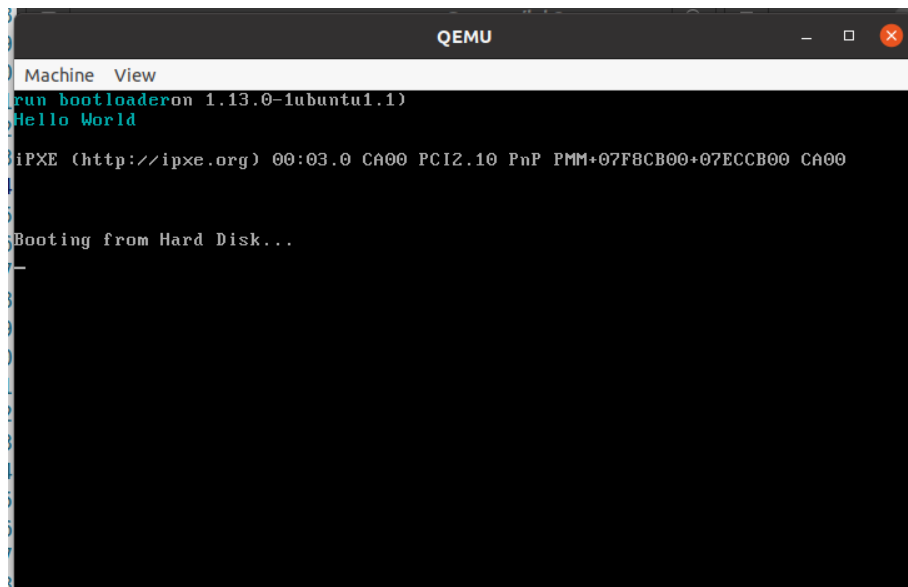 QEMU
Machine View
run bootloaderon 1.13.0-1ubuntu1.1)
Hello World
iPXE (http://ipxe.org) 00:03.0 CA00 PCI2.10 PnP PMM+07F8CB00+07ECCB00 CA00
Booting from Hard Disk...